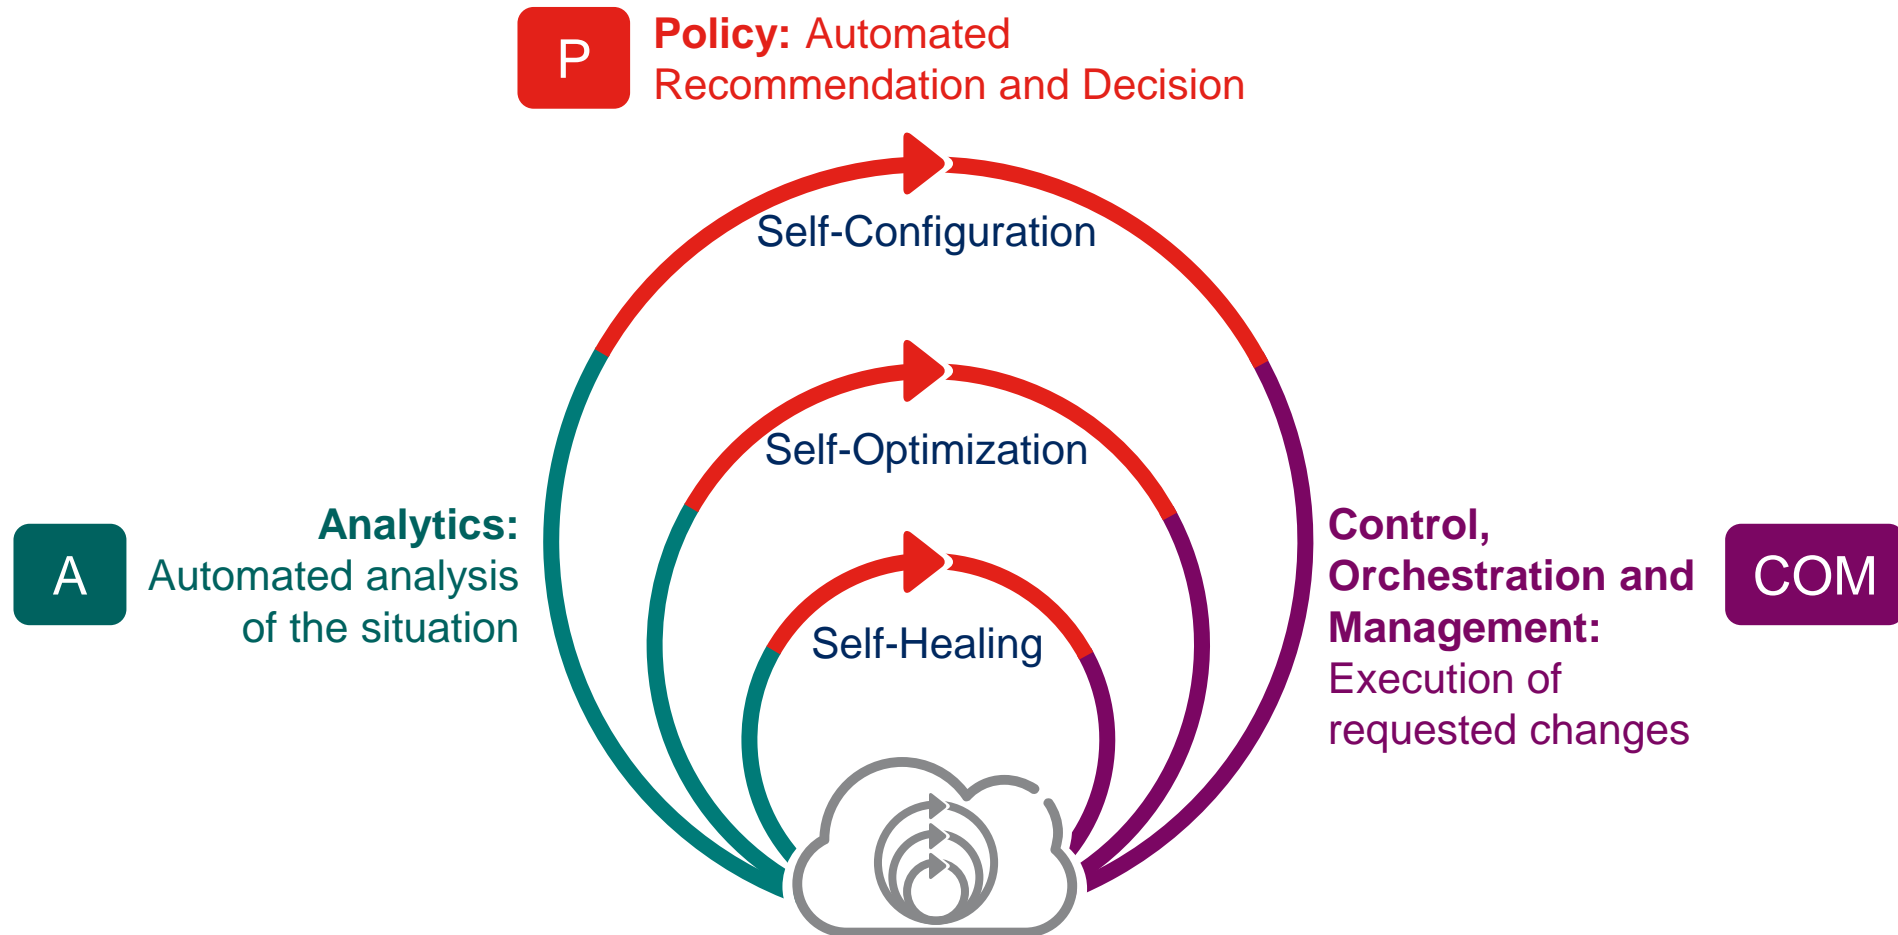 P
Policy: Automated
Recommendation and Decision
Self-Configuration
Self-Optimization
Self-Healing
A
Analytics:
Automated analysis
of the situation
Control,
Orchestration and
Management:
Execution of
requested changes
COM